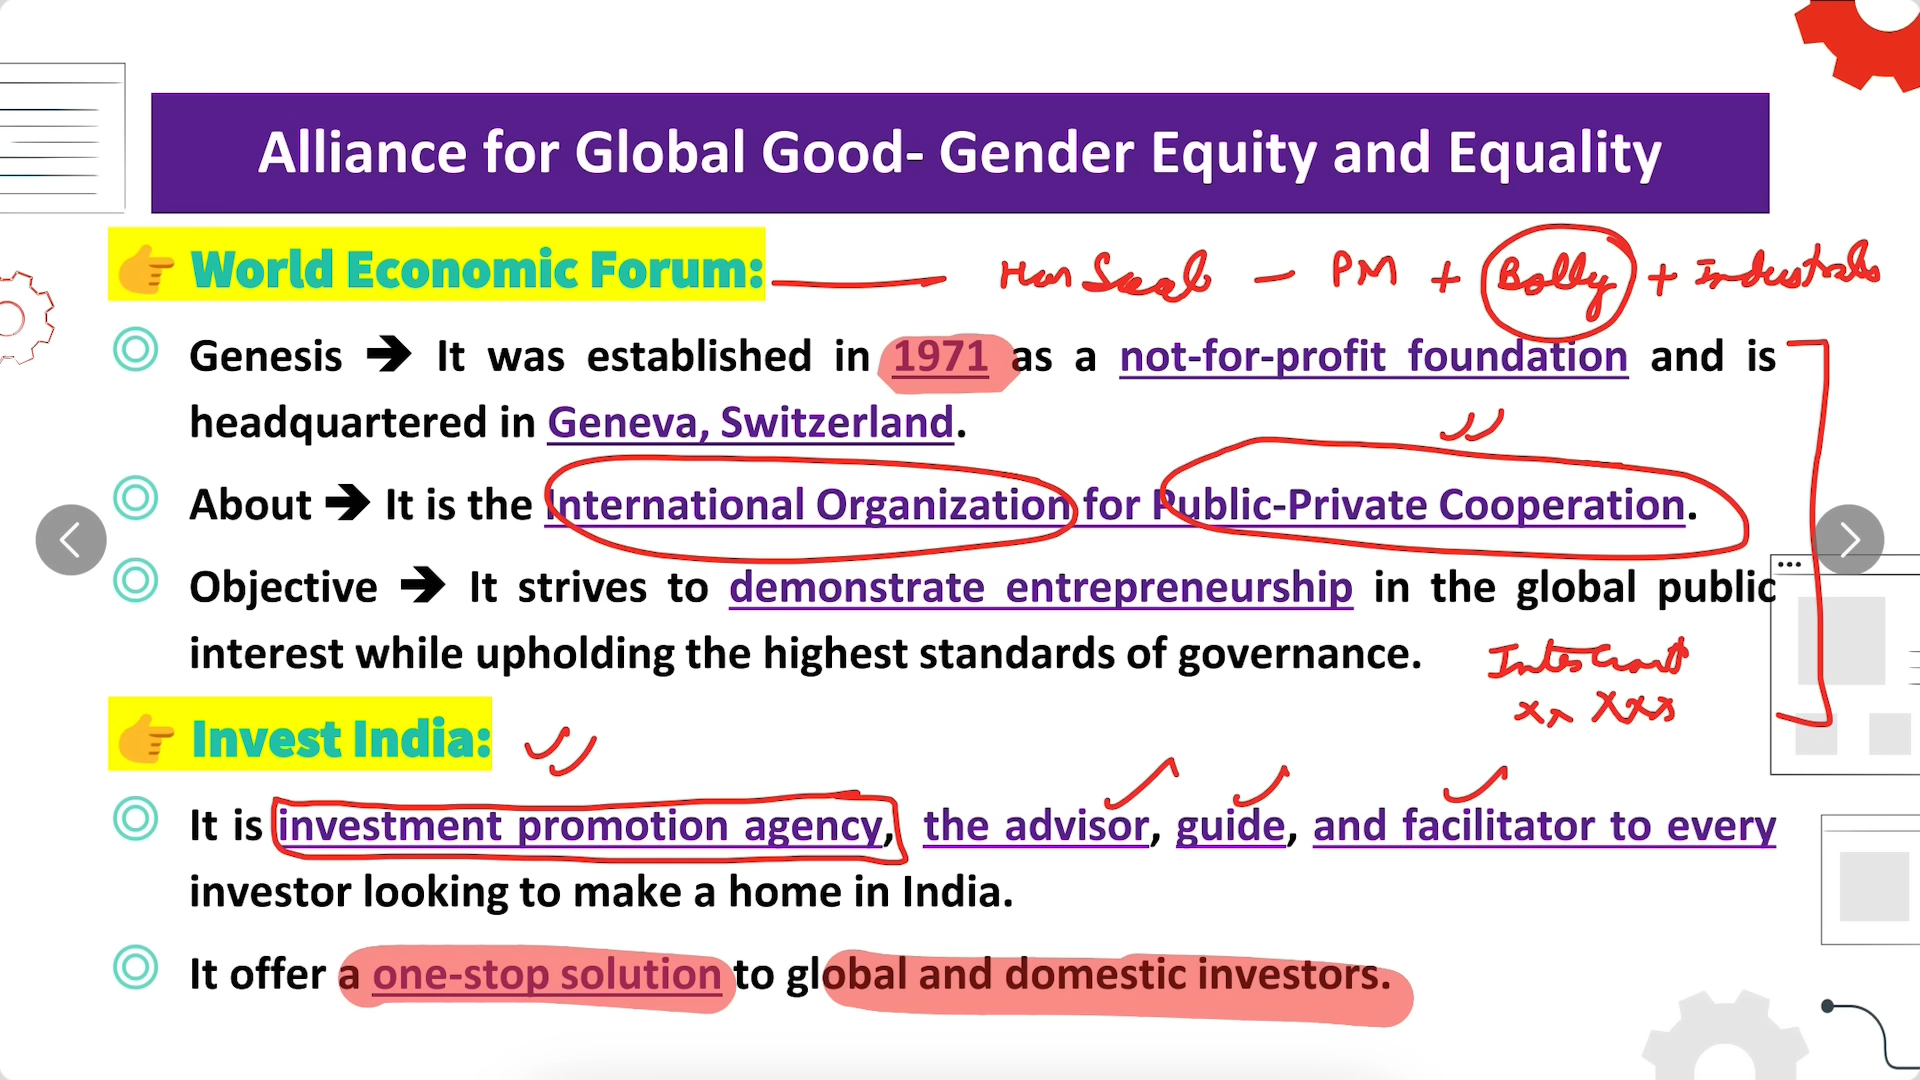 Alliance for Global Good- Gender Equity and Equality
World Economic Forum: - PM + Bolly +
Genesis ➔ It was established in 1971 as a not-for-profit foundation and is
headquartered in Geneva, Switzerland.
About ➔ It is the International Organization for Public-Private Cooperation.
Objective ➔ It strives to demonstrate entrepreneurship in the global public
interest while upholding the highest standards of governance.
xx xxx
Invest India:
It is investment promotion agency, the advisor, guide, and facilitator to every
investor looking to make a home in India.
It offer a one-stop solution to global and domestic investors.